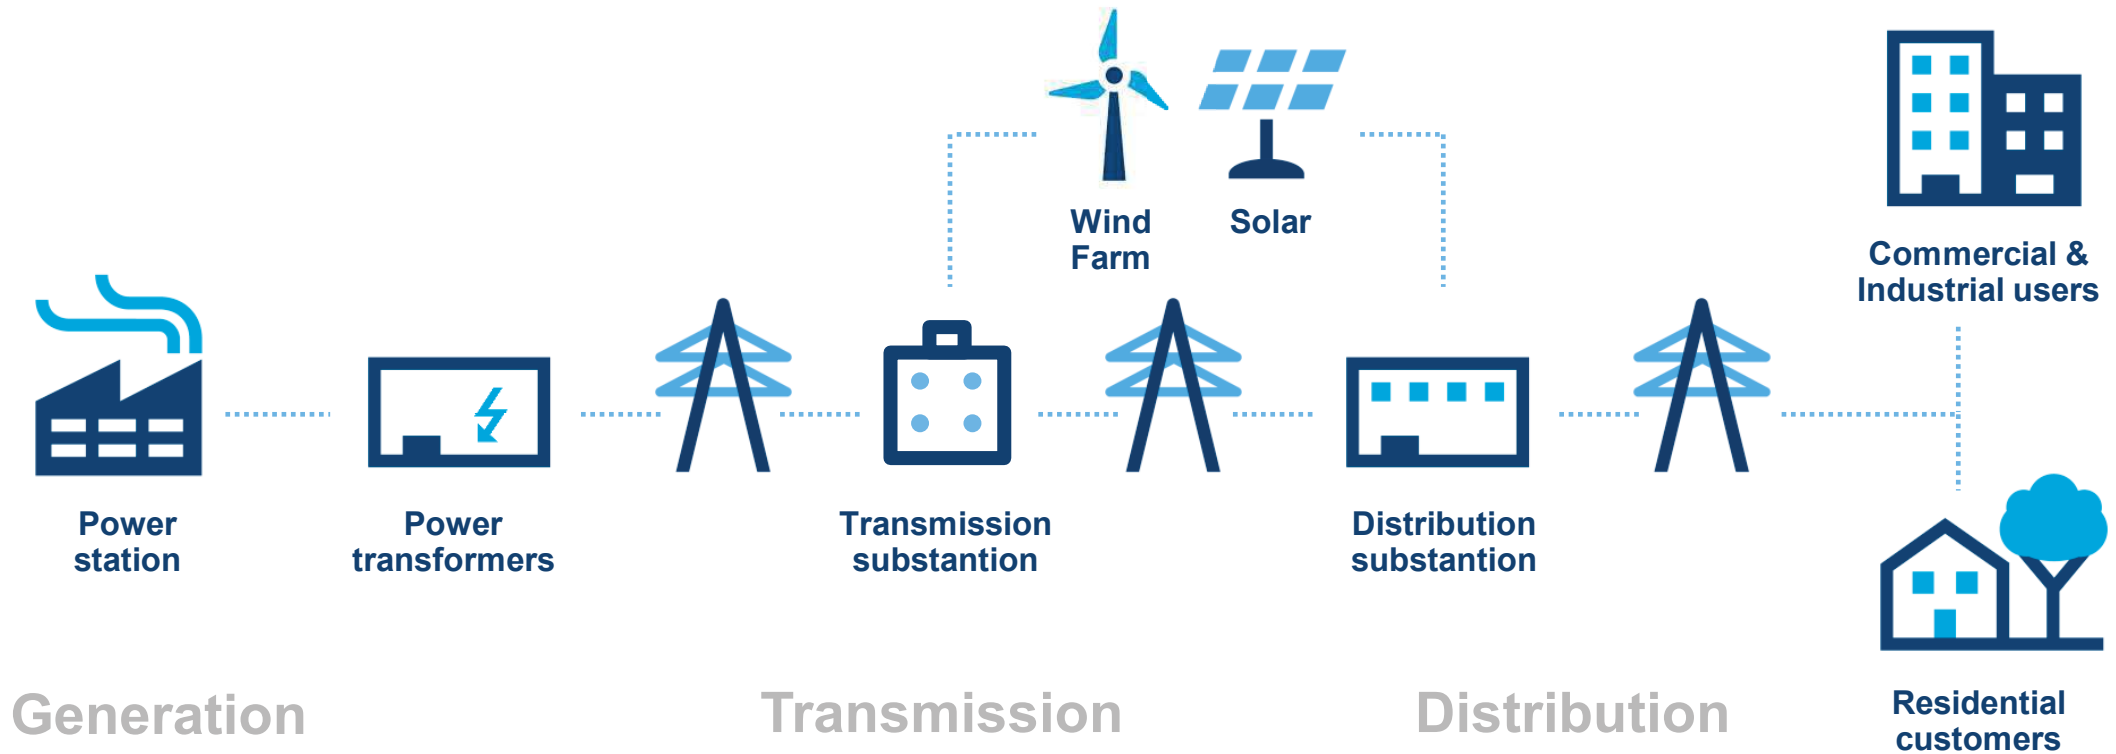 Wind
Farm
Solar
Commercial &
Industrial users
Power
station
Power
transformers
Transmission
substantion
Distribution
substantion
Residential
customers
Generation
Transmission
Distribution